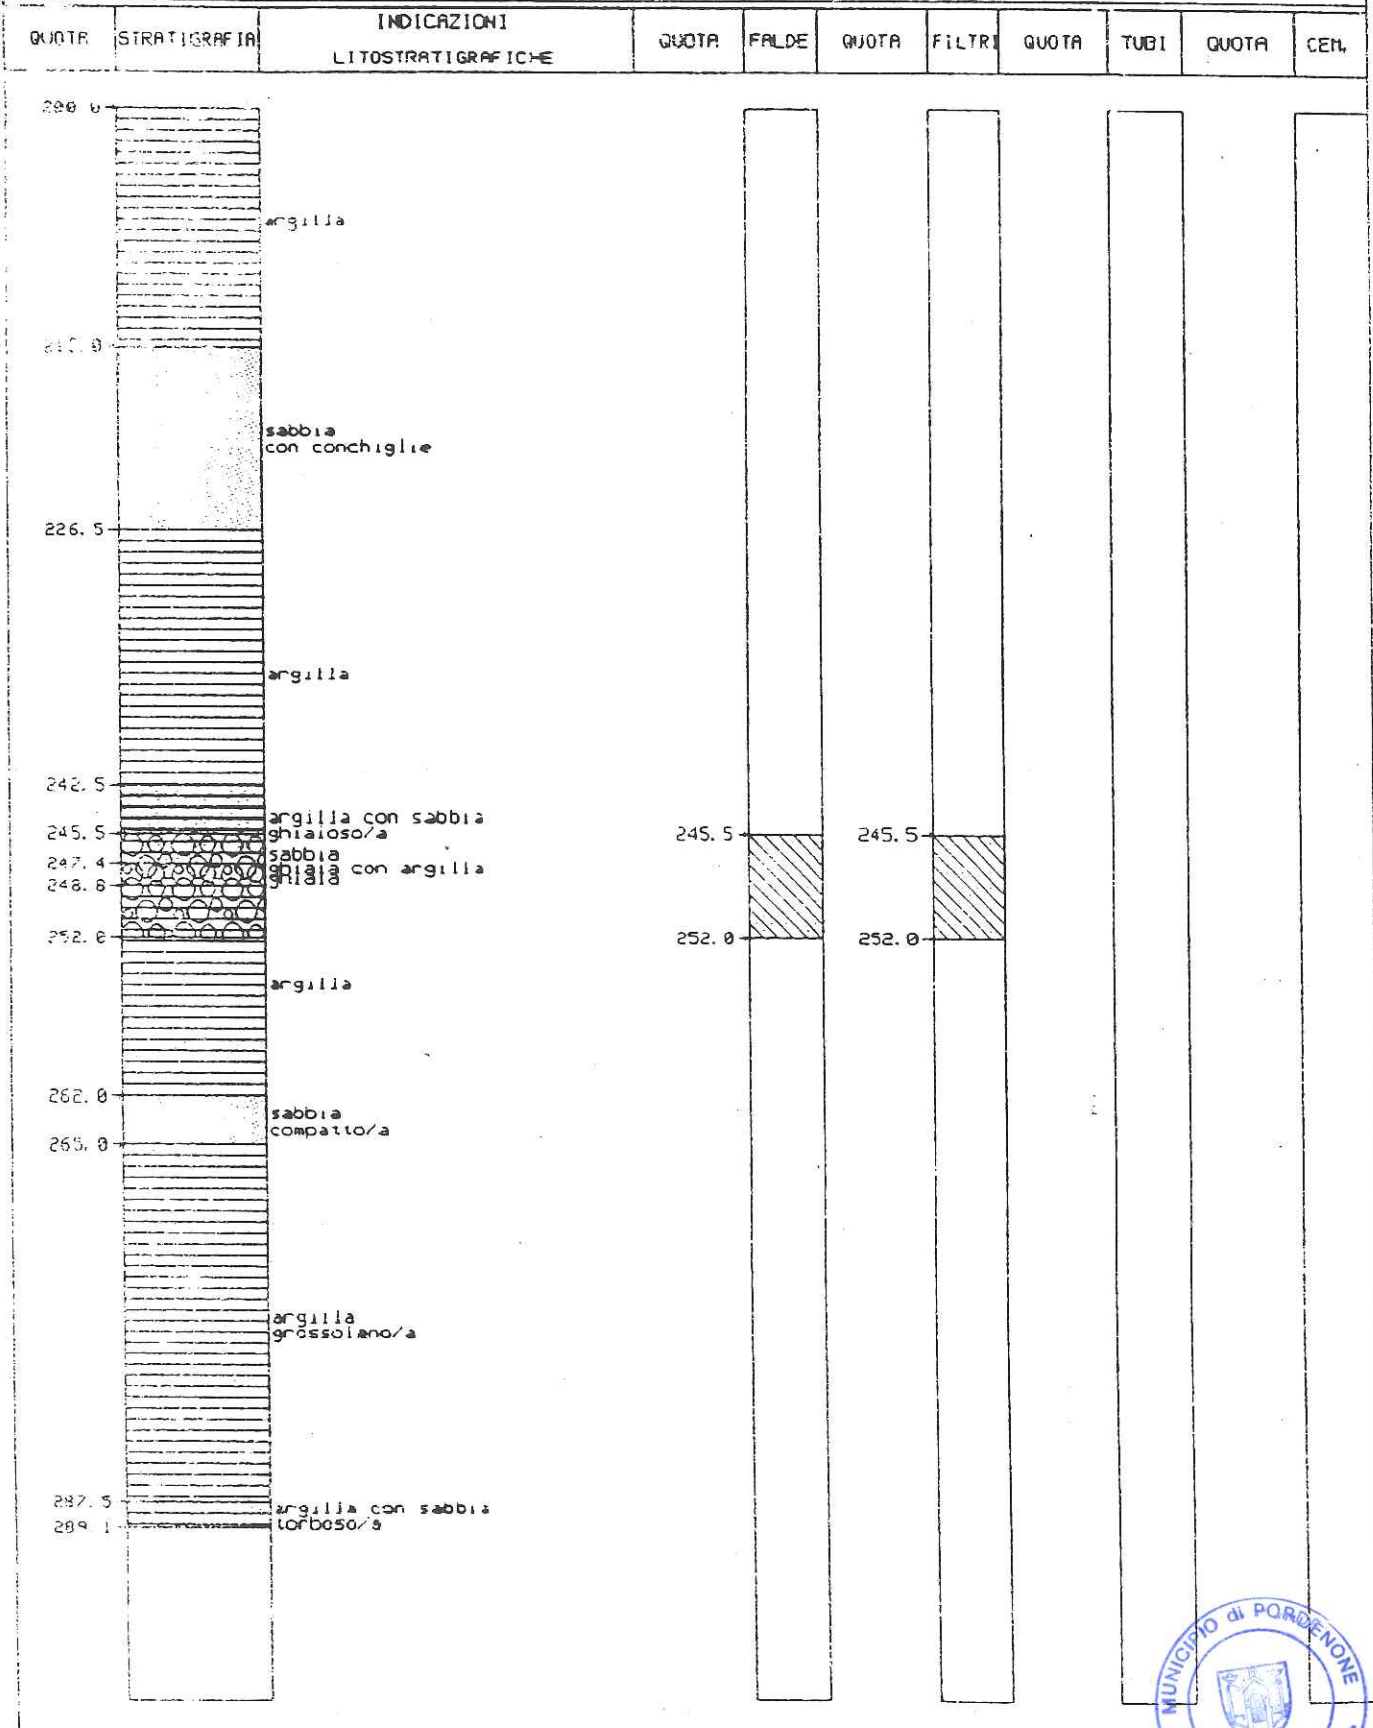 QUOTA STRATIGRAFIA INDICAZIONI LITOSTRATIGRAFICHE QUOTA FALDE QUOTA FILTRI QUOTA TUBI QUOTA CEM.
argilla
sabbia
con conchiglie
226.5
argilla
242.5
argilla con sabbia
245.5 ghiaioso/a 245.5 245.5
sabbia
247.4 ghiaia con argilla
248.8 ghiaia
252.0 252.0 252.0
argilla
262.0
sabbia
compatto/a
265.0
argilla
grossolano/a
287.5
argilla con sabbia
289.1 torboso/a
MUNICIPIO di PORDENONE